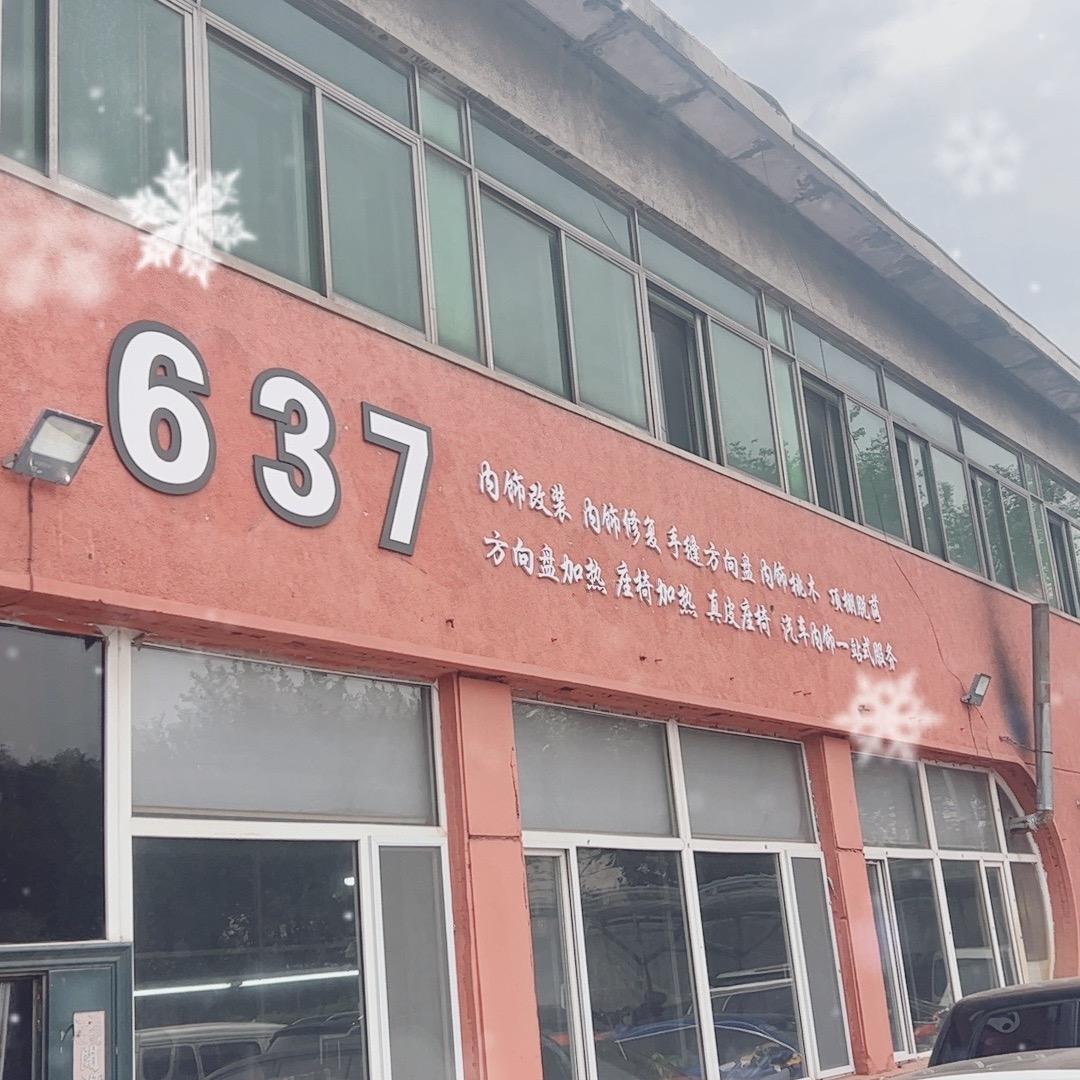 637
内饰改装 内饰修复 手缝方向盘 内饰桃木 顶棚脱落
方向盘加热 座椅加热 真皮座椅 汽车内饰一站式服务